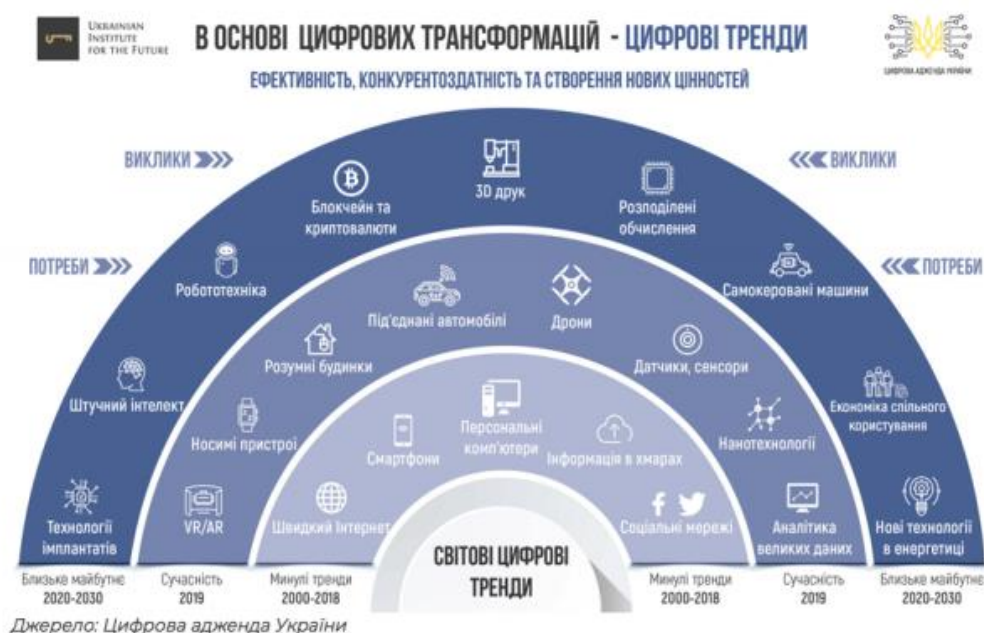 UKRAINIAN
INSTITUTE
FOR THE FUTURE
В ОСНОВІ ЦИФРОВИХ ТРАНСФОРМАЦІЙ - ЦИФРОВІ ТРЕНДИ
ЕФЕКТИВНІСТЬ, КОНКУРЕНТОЗДАТНІСТЬ ТА СТВОРЕННЯ НОВИХ ЦІННОСТЕЙ
ЦИФРОВА АДЖЕНДА УКРАЇНИ
ВИКЛИКИ
ВИКЛИКИ
ПОТРЕБИ
ПОТРЕБИ
3D друк
Блокчейн та
криптовалюти
Розподілені
обчислення
Робототехніка
Самокеровані машини
Штучний інтелект
Економіка спільного
користування
Технології
імплантатів
Нові технології
в енергетиці
Під'єднані автомобілі
Дрони
Розумні будинки
Датчики, сенсори
Носимі пристрої
Нанотехнології
VR/AR
Аналітика
великих даних
Персональні
комп'ютери
Смартфони
Інформація в хмарах
Швидкий Інтернет
Соціальні мережі
СВІТОВІ ЦИФРОВІ
ТРЕНДИ
Близьке майбутнє
2020-2030
Сучасність
2019
Минулі тренди
2000-2018
Минулі тренди
2000-2018
Сучасність
2019
Близьке майбутнє
2020-2030
Джерело: Цифрова адженда України